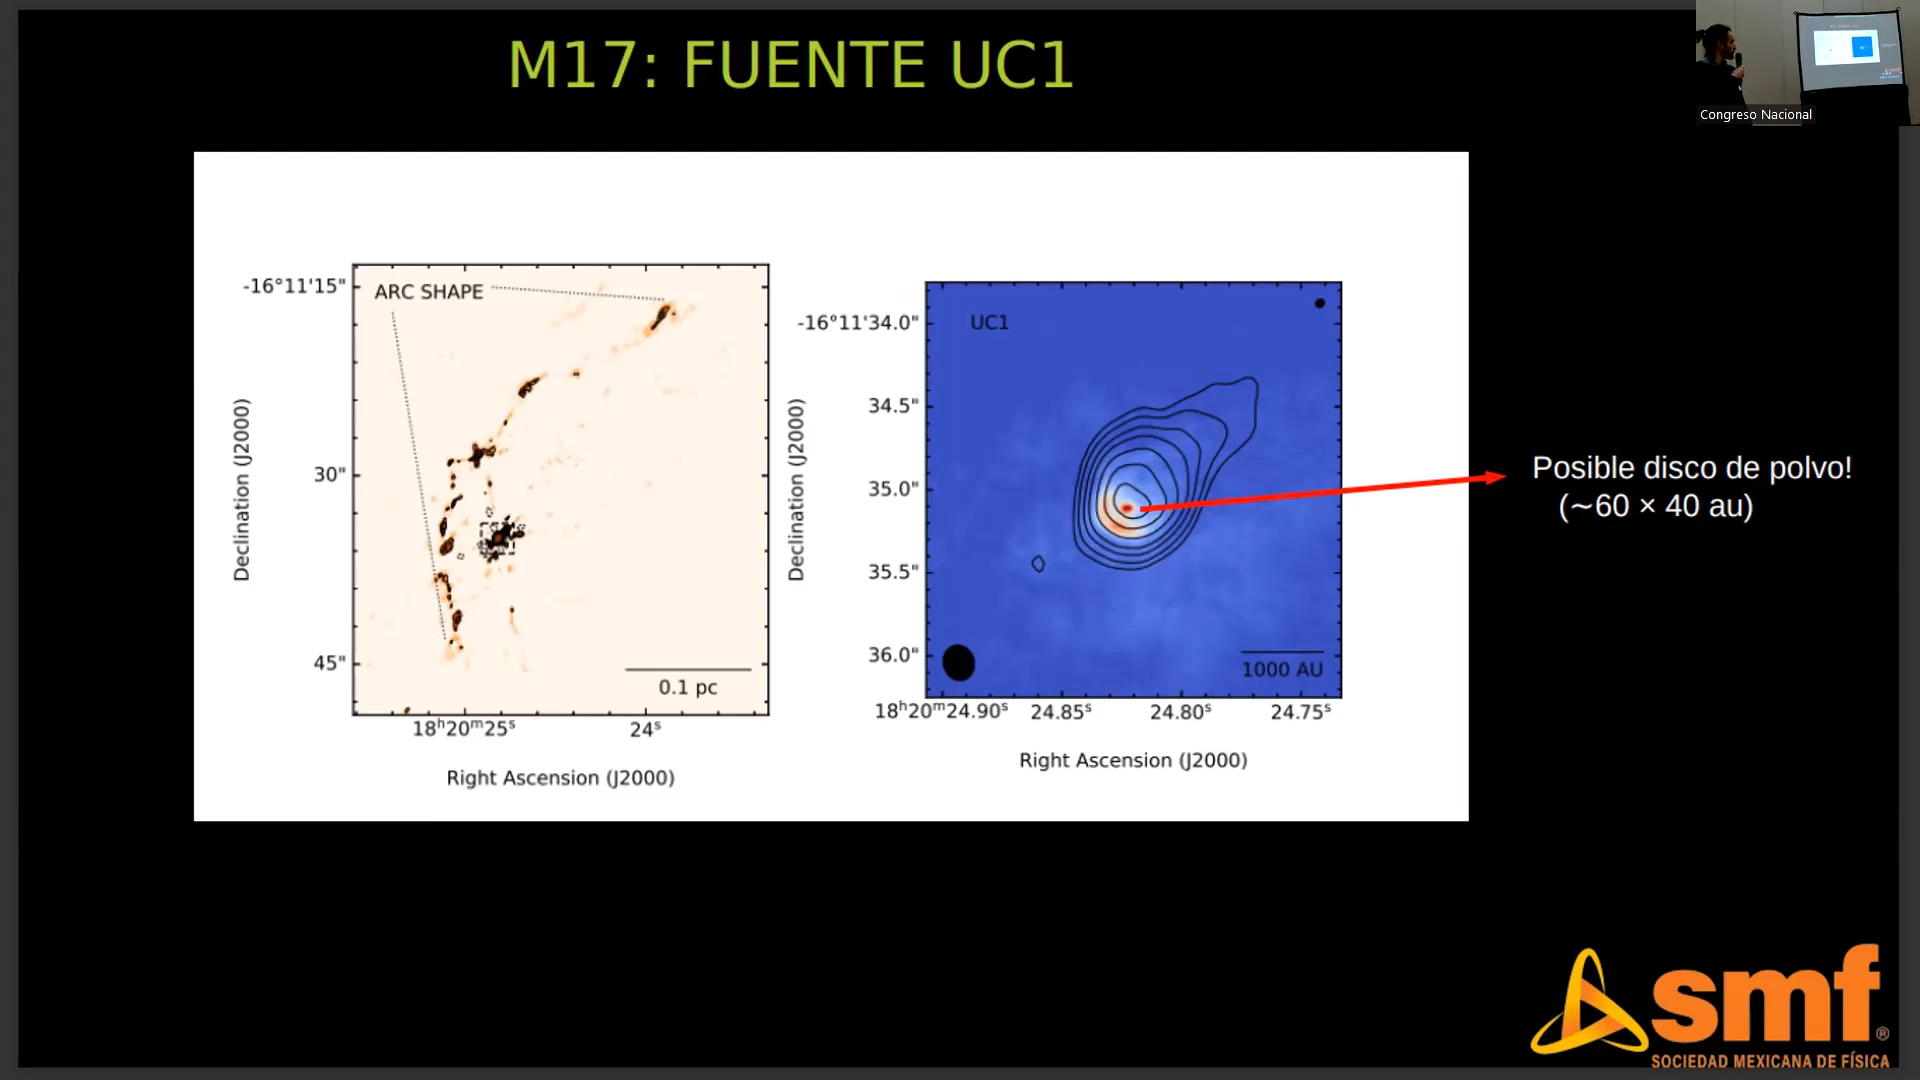 M17: FUENTE UC1
Congreso Nacional
-16°11'15"
ARC SHAPE
30"
45"
Declination (J2000)
0.1 pc
18ʰ20ᵐ25ˢ
24ˢ
Right Ascension (J2000)
-16°11'34.0"
UC1
34.5"
35.0"
35.5"
36.0"
Declination (J2000)
1000 AU
18ʰ20ᵐ24.90ˢ
24.85ˢ
24.80ˢ
24.75ˢ
Right Ascension (J2000)
Posible disco de polvo!
(~60 × 40 au)
smf®
SOCIEDAD MEXICANA DE FÍSICA